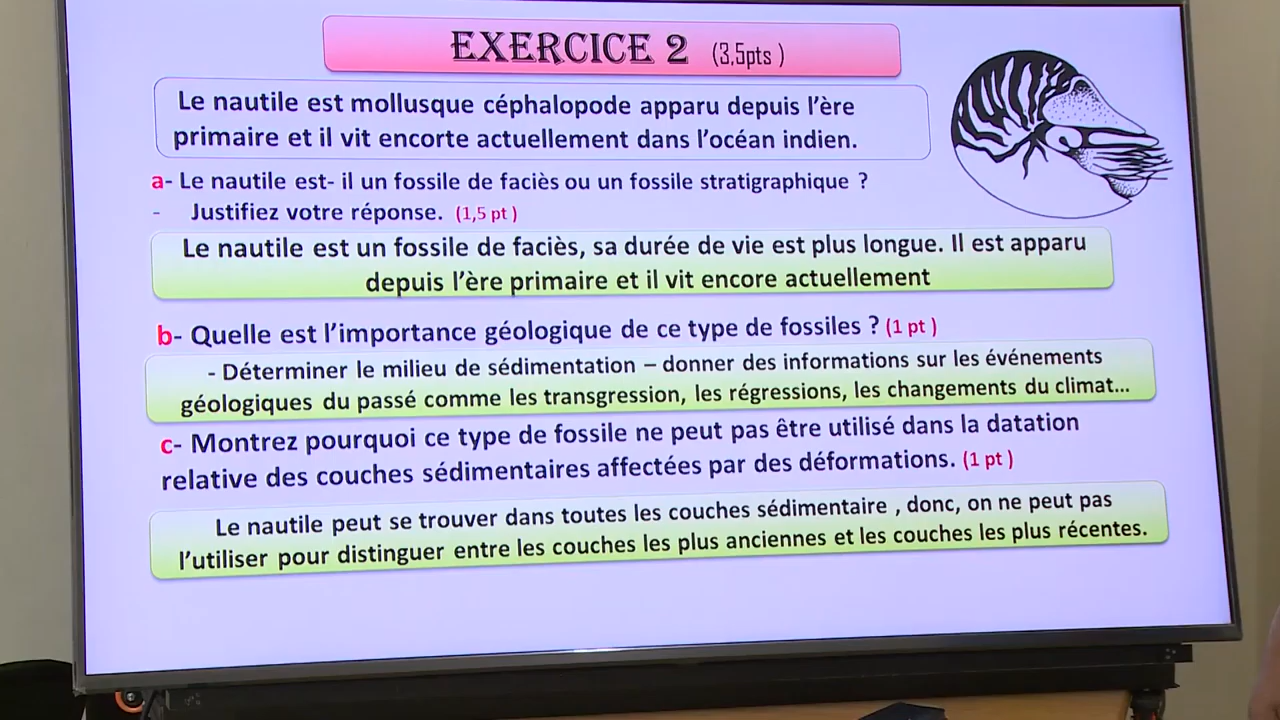 EXERCICE 2 (3,5pts )
Le nautile est mollusque céphalopode apparu depuis l'ère
primaire et il vit encorte actuellement dans l'océan indien.
a- Le nautile est- il un fossile de faciès ou un fossile stratigraphique ?
- Justifiez votre réponse. (1,5 pt )
Le nautile est un fossile de faciès, sa durée de vie est plus longue. Il est apparu
depuis l'ère primaire et il vit encore actuellement
b- Quelle est l'importance géologique de ce type de fossiles ? (1 pt )
- Déterminer le milieu de sédimentation – donner des informations sur les événements
géologiques du passé comme les transgression, les régressions, les changements du climat...
c- Montrez pourquoi ce type de fossile ne peut pas être utilisé dans la datation
relative des couches sédimentaires affectées par des déformations. (1 pt )
Le nautile peut se trouver dans toutes les couches sédimentaire , donc, on ne peut pas
l'utiliser pour distinguer entre les couches les plus anciennes et les couches les plus récentes.